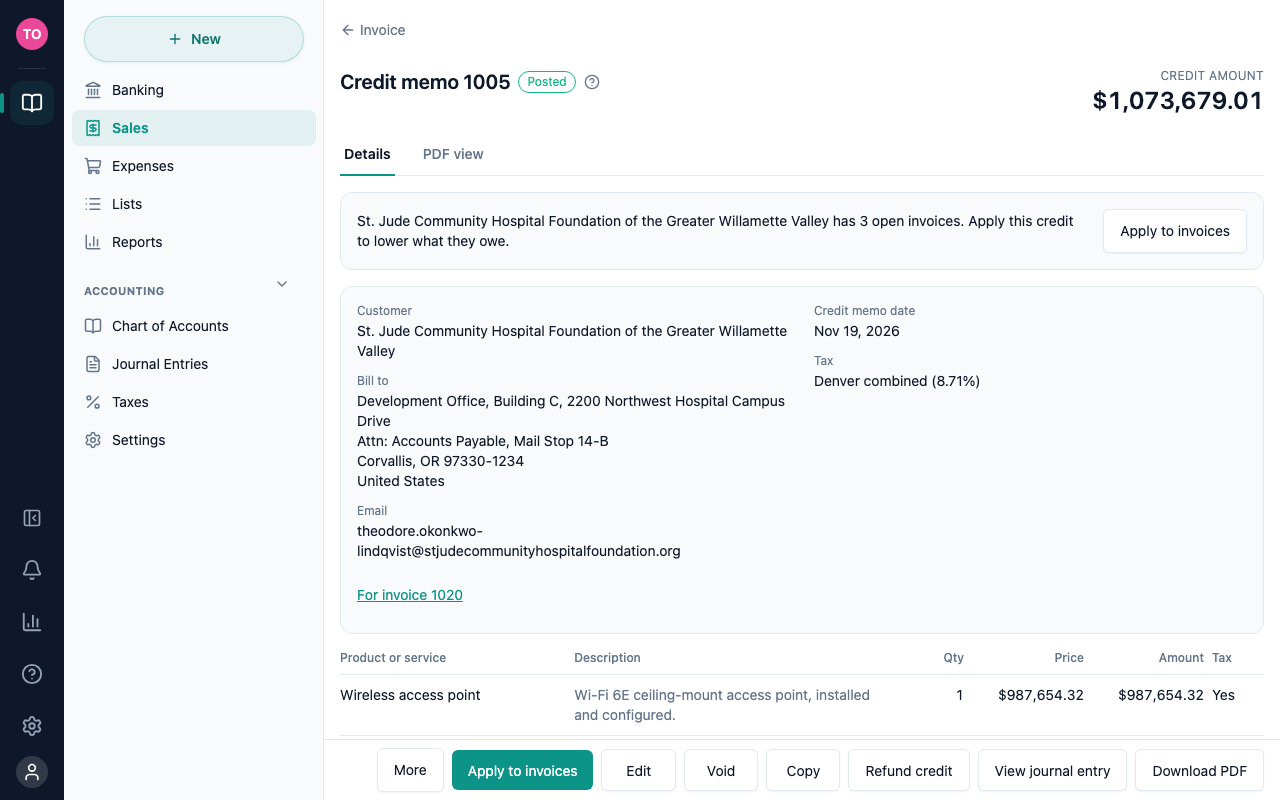 TO
New
Banking
Sales
Expenses
Lists
Reports
ACCOUNTING
Chart of Accounts
Journal Entries
Taxes
Settings
Invoice
Credit memo 1005
Posted
CREDIT AMOUNT
$1,073,679.01
Details
PDF view
St. Jude Community Hospital Foundation of the Greater Willamette Valley has 3 open invoices. Apply this credit
to lower what they owe.
Apply to invoices
Customer
St. Jude Community Hospital Foundation of the Greater Willamette
Valley
Bill to
Development Office, Building C, 2200 Northwest Hospital Campus
Drive
Attn: Accounts Payable, Mail Stop 14-B
Corvallis, OR 97330-1234
United States
Email
theodore.okonkwo-
lindqvist@stjudecommunityhospitalfoundation.org
For invoice 1020
Credit memo date
Nov 19, 2026
Tax
Denver combined (8.71%)
Product or service Description Qty Price Amount Tax
Wireless access point Wi-Fi 6E ceiling-mount access point, installed 1 $987,654.32 $987,654.32 Yes
and configured.
More Apply to invoices Edit Void Copy Refund credit View journal entry Download PDF